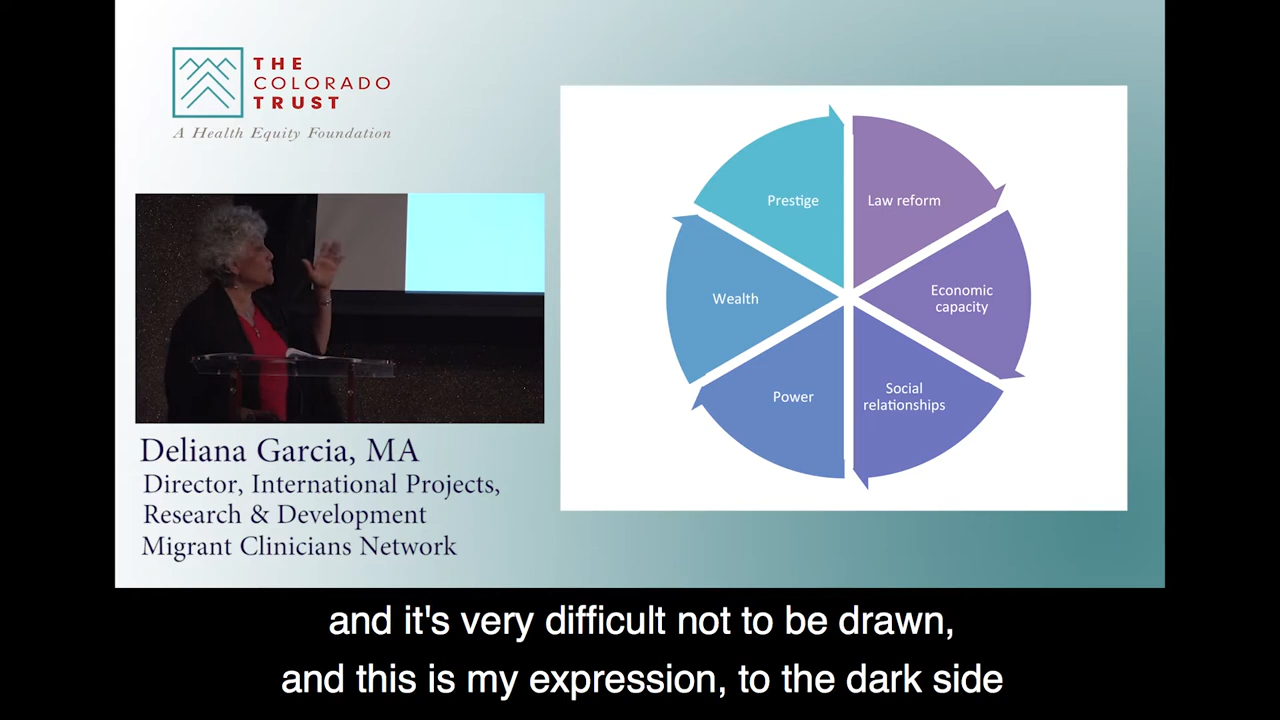 THE
COLORADO
TRUST
A Health Equity Foundation
Prestige
Law reform
Wealth
Economic
capacity
Power
Social
relationships
Deliana Garcia, MA
Director, International Projects,
Research & Development
Migrant Clinicians Network
and it's very difficult not to be drawn,
and this is my expression, to the dark side